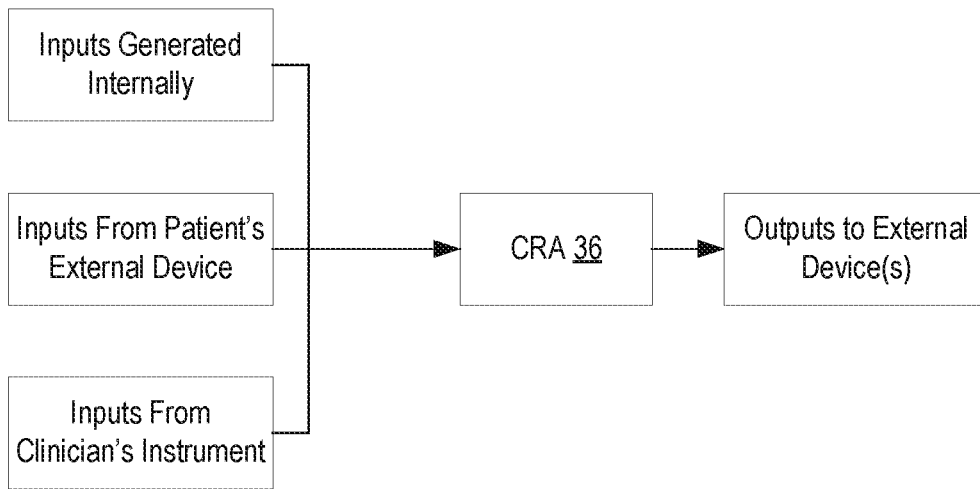 Inputs Generated
Internally
Inputs From Patient's
External Device
Inputs From
Clinician's Instrument
CRA 36
Outputs to External
Device(s)